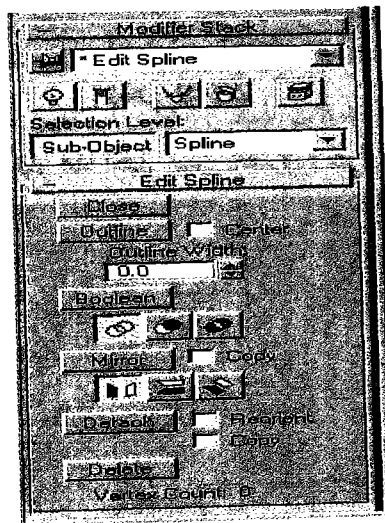 Modifier Stack
* Edit Spline
Selection Level:
Sub-Object Spline
Edit Spline
Close
Outline Center
Outline Width:
0.0
Boolean
Mirror Copy
Detach Reorient
Copy
Delete
Vertex Count: 8